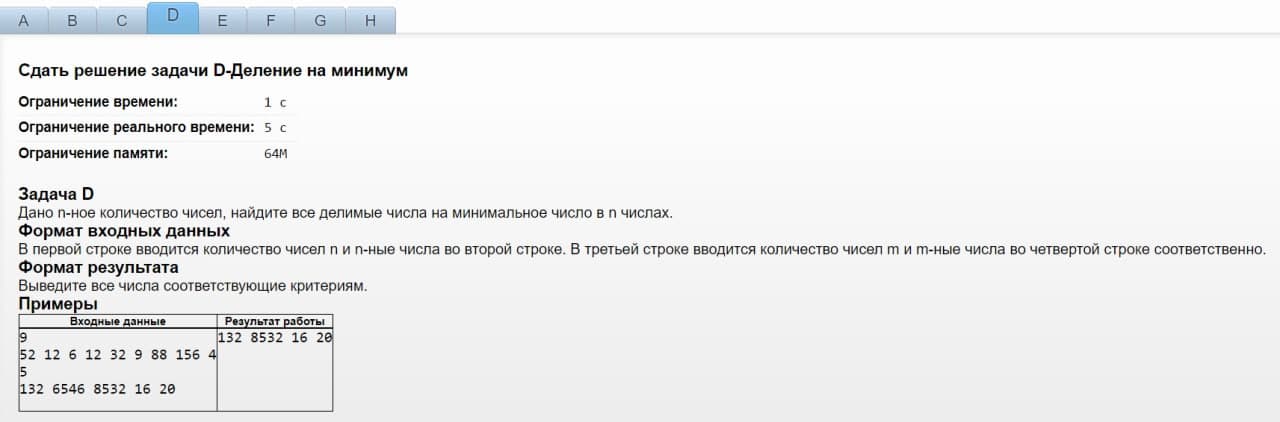 A B C D E F G H
Сдать решение задачи D-Деление на минимум
Ограничение времени: 1 с
Ограничение реального времени: 5 с
Ограничение памяти: 64M
Задача D
Дано n-ное количество чисел, найдите все делимые числа на минимальное число в n числах.
Формат входных данных
В первой строке вводится количество чисел n и n-ные числа во второй строке. В третьей строке вводится количество чисел m и m-ные числа во четвертой строке соответственно.
Формат результата
Выведите все числа соответствующие критериям.
Примеры
Входные данные Результат работы
9 132 8532 16 20
52 12 6 12 32 9 88 156 4
5
132 6546 8532 16 20